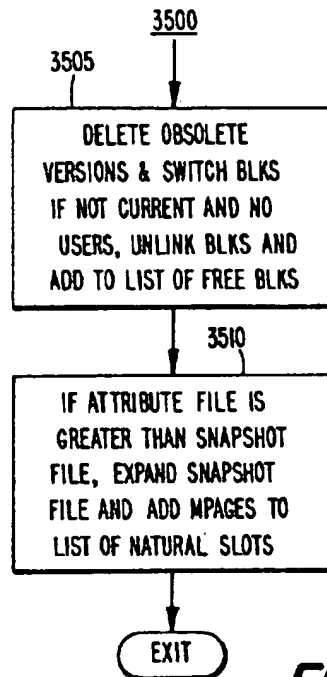 3500
3505
DELETE OBSOLETE
VERSIONS & SWITCH BLKS
IF NOT CURRENT AND NO
USERS, UNLINK BLKS AND
ADD TO LIST OF FREE BLKS
3510
IF ATTRIBUTE FILE IS
GREATER THAN SNAPSHOT
FILE, EXPAND SNAPSHOT
FILE AND ADD MPAGES TO
LIST OF NATURAL SLOTS
EXIT